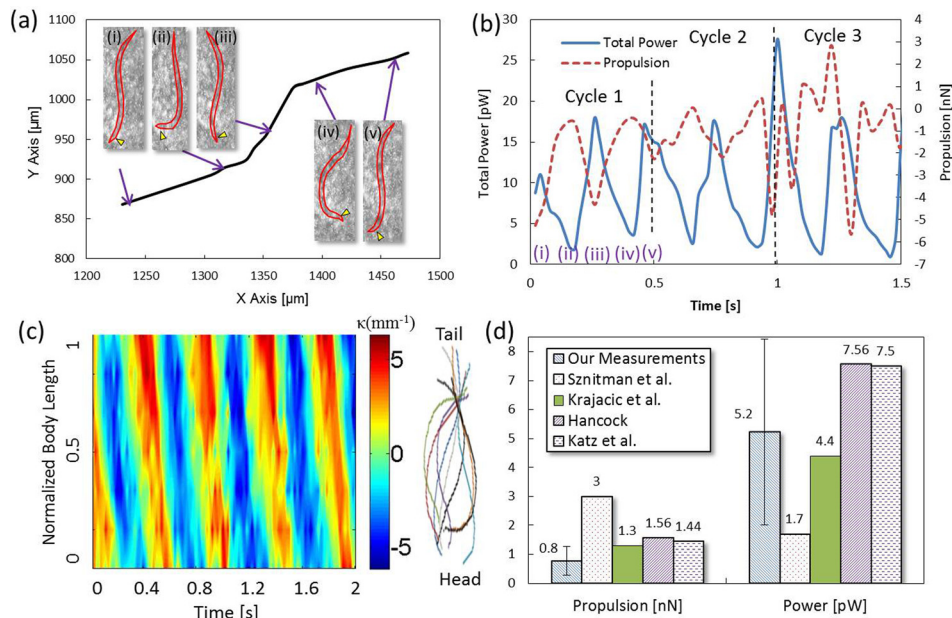 (a)
Y Axis [µm]
1100
1050
1000
950
900
850
800
(i)
(ii)
(iii)
(iv)
(v)
1200
1250
1300
1350
1400
1450
1500
X Axis [µm]
(b)
Total Power [pW]
30
25
20
15
10
5
0
Total Power
Propulsion
Cycle 1
Cycle 2
Cycle 3
(i)
(ii)
(iii)
(iv)
(v)
4
3
2
1
0
-1
-2
-3
-4
-5
-6
-7
Propulsion [nN]
0
0.5
1
1.5
Time [s]
(c)
Normalized Body Length
1
0.5
0
0
0.4
0.8
1.2
1.6
2
Time [s]
κ(mm⁻¹)
5
0
-5
Tail
Head
(d)
8
7
6
5
4
3
2
1
0
Our Measurements
Sznitman et al.
Krajacic et al.
Hancock
Katz et al.
0.8
3
1.3
1.56
1.44
5.2
1.7
4.4
7.56
7.5
Propulsion [nN]
Power [pW]